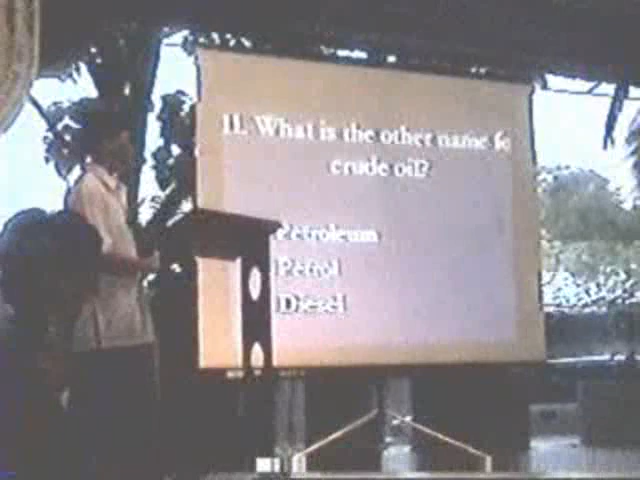 11. What is the other name fo
crude oil?
Petroleum
Petrol
Diesel